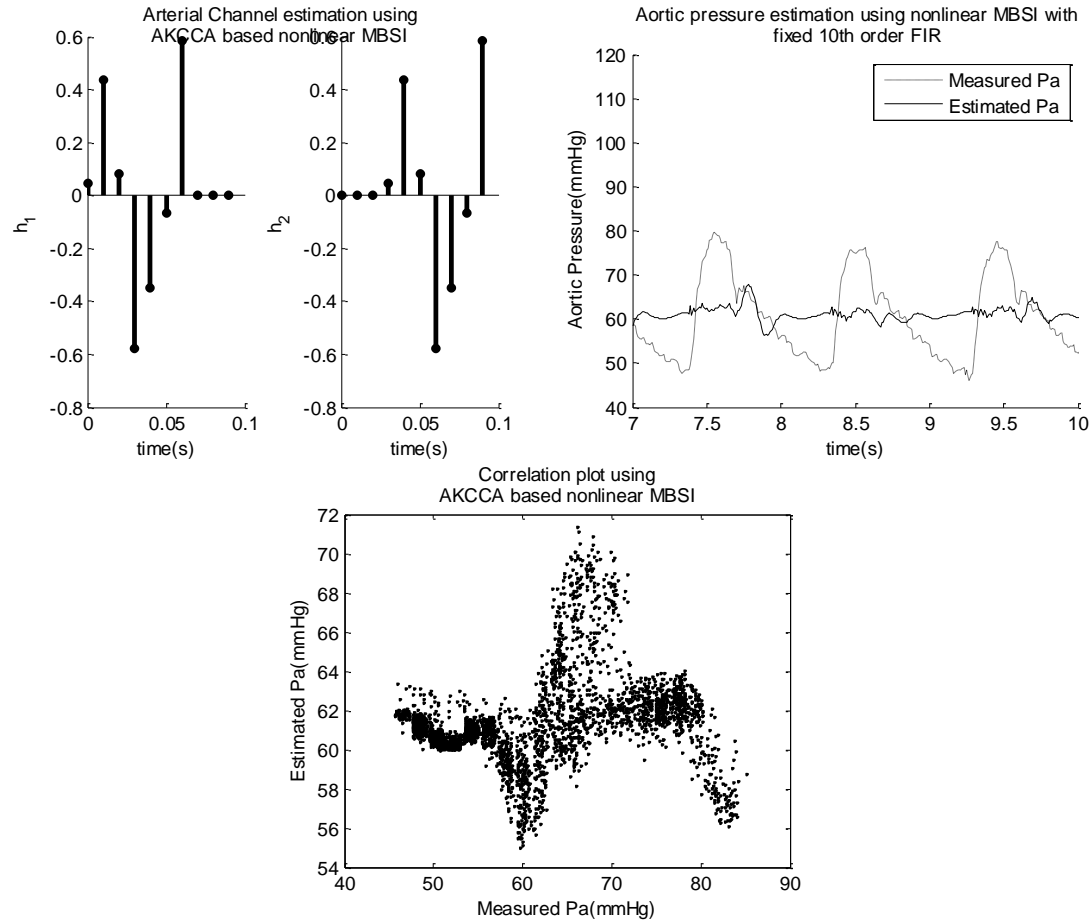 Arterial Channel estimation using
AKCCA based nonlinear MBSI
0.6
0.4
0.2
0
-0.2
-0.4
-0.6
-0.8
h1
0 0.05 0.1
time(s)
0.6
0.4
0.2
0
-0.2
-0.4
-0.6
-0.8
h2
0 0.05 0.1
time(s)
Aortic pressure estimation using nonlinear MBSI with
fixed 10th order FIR
Measured Pa
Estimated Pa
120
110
100
90
80
70
60
50
40
Aortic Pressure(mmHg)
7 7.5 8 8.5 9 9.5 10
time(s)
Correlation plot using
AKCCA based nonlinear MBSI
72
70
68
66
64
62
60
58
56
54
Estimated Pa(mmHg)
40 50 60 70 80 90
Measured Pa(mmHg)